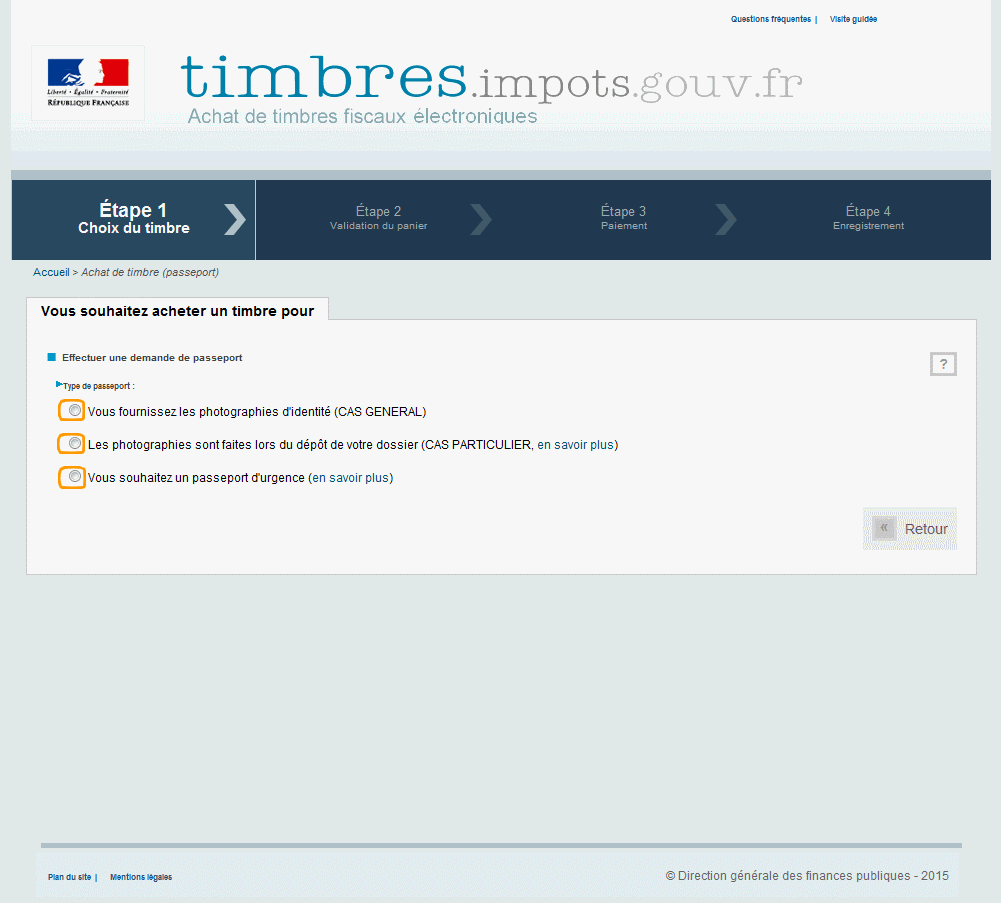 Questions fréquentes | Visite guidée
Liberté • Égalité • Fraternité
RÉPUBLIQUE FRANÇAISE
timbres.impots.gouv.fr
Achat de timbres fiscaux électroniques
Étape 1
Choix du timbre
Étape 2
Validation du panier
Étape 3
Paiement
Étape 4
Enregistrement
Accueil > Achat de timbre (passeport)
Vous souhaitez acheter un timbre pour
Effectuer une demande de passeport
?
Type de passeport :
Vous fournissez les photographies d'identité (CAS GENERAL)
Les photographies sont faites lors du dépôt de votre dossier (CAS PARTICULIER, en savoir plus)
Vous souhaitez un passeport d'urgence (en savoir plus)
« Retour
Plan du site | Mentions légales
© Direction générale des finances publiques - 2015